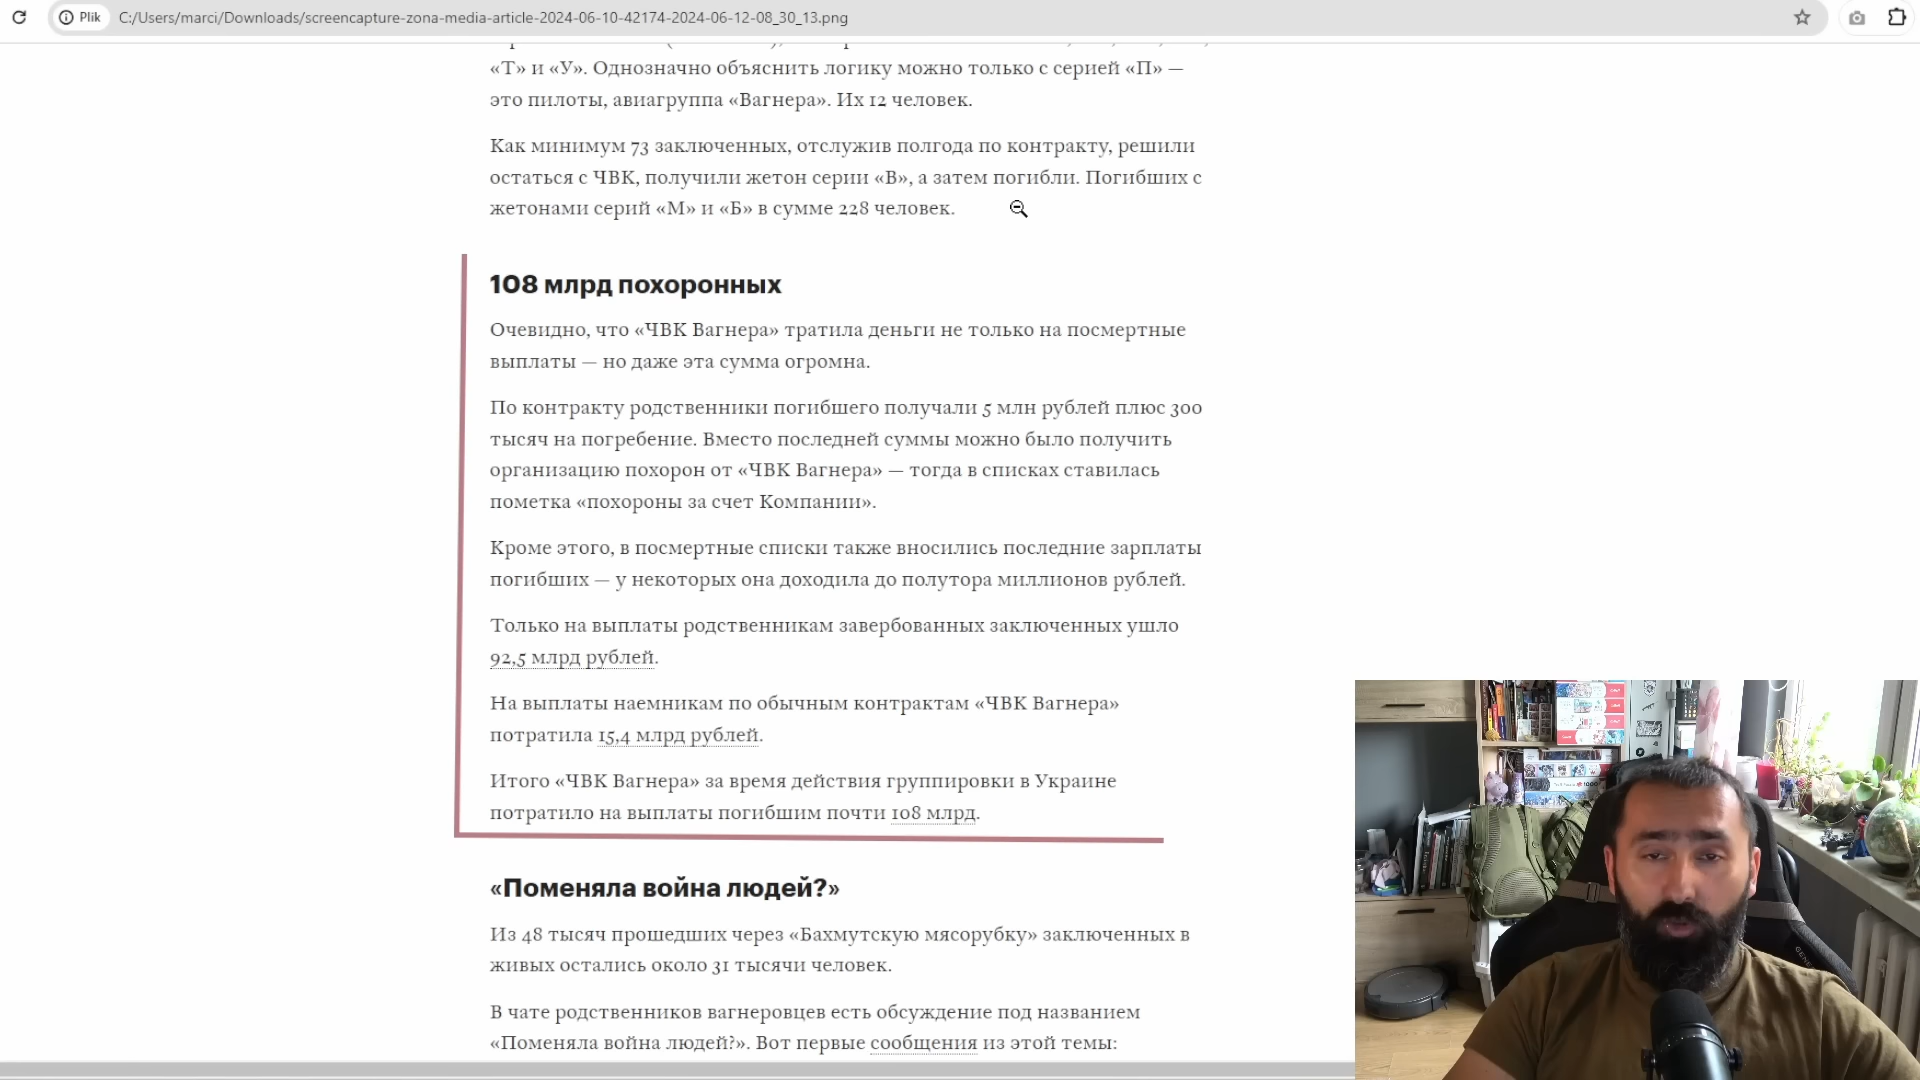 Plik
C:/Users/marci/Downloads/screencapture-zona-media-article-2024-06-10-42174-2024-06-12-08_30_13.png
«Т» и «У». Однозначно объяснить логику можно только с серией «П» —
это пилоты, авиагруппа «Вагнера». Их 12 человек.
Как минимум 73 заключенных, отслужив полгода по контракту, решили
остаться с ЧВК, получили жетон серии «В», а затем погибли. Погибших с
жетонами серий «М» и «Б» в сумме 228 человек.
108 млрд похоронных
Очевидно, что «ЧВК Вагнера» тратила деньги не только на посмертные
выплаты — но даже эта сумма огромна.
По контракту родственники погибшего получали 5 млн рублей плюс 300
тысяч на погребение. Вместо последней суммы можно было получить
организацию похорон от «ЧВК Вагнера» — тогда в списках ставилась
пометка «похороны за счет Компании».
Кроме этого, в посмертные списки также вносились последние зарплаты
погибших — у некоторых она доходила до полутора миллионов рублей.
Только на выплаты родственникам завербованных заключенных ушло
92,5 млрд рублей.
На выплаты наемникам по обычным контрактам «ЧВК Вагнера»
потратила 15,4 млрд рублей.
Итого «ЧВК Вагнера» за время действия группировки в Украине
потратило на выплаты погибшим почти 108 млрд.
«Поменяла война людей?»
Из 48 тысяч прошедших через «Бахмутскую мясорубку» заключенных в
живых остались около 31 тысячи человек.
В чате родственников вагнеровцев есть обсуждение под названием
«Поменяла война людей?». Вот первые сообщения из этой темы: